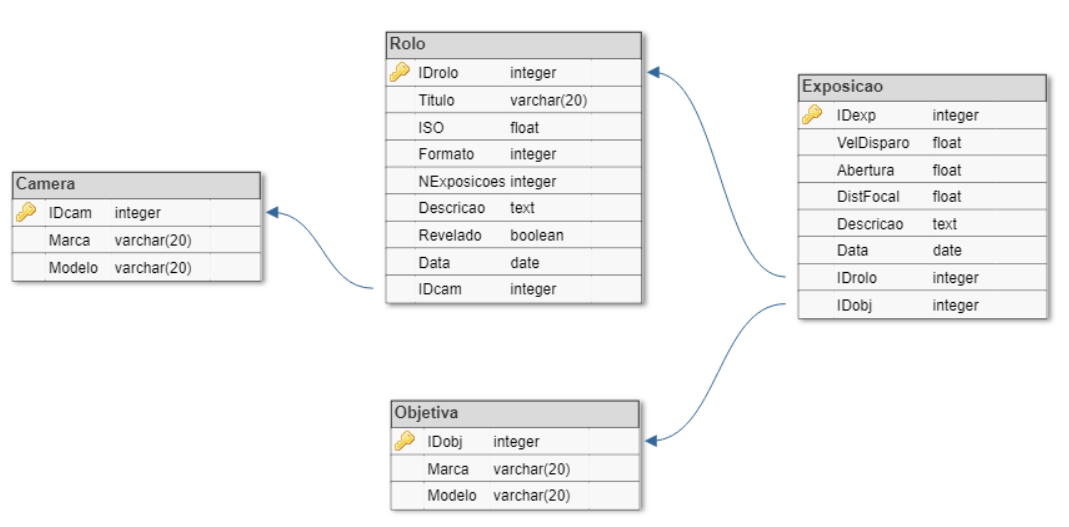 Rolo
IDrolo integer
Titulo varchar(20)
ISO float
Formato integer
NExposicoes integer
Descricao text
Revelado boolean
Data date
IDcam integer
Exposicao
IDexp integer
VelDisparo float
Abertura float
DistFocal float
Descricao text
Data date
IDrolo integer
IDobj integer
Camera
IDcam integer
Marca varchar(20)
Modelo varchar(20)
Objetiva
IDobj integer
Marca varchar(20)
Modelo varchar(20)